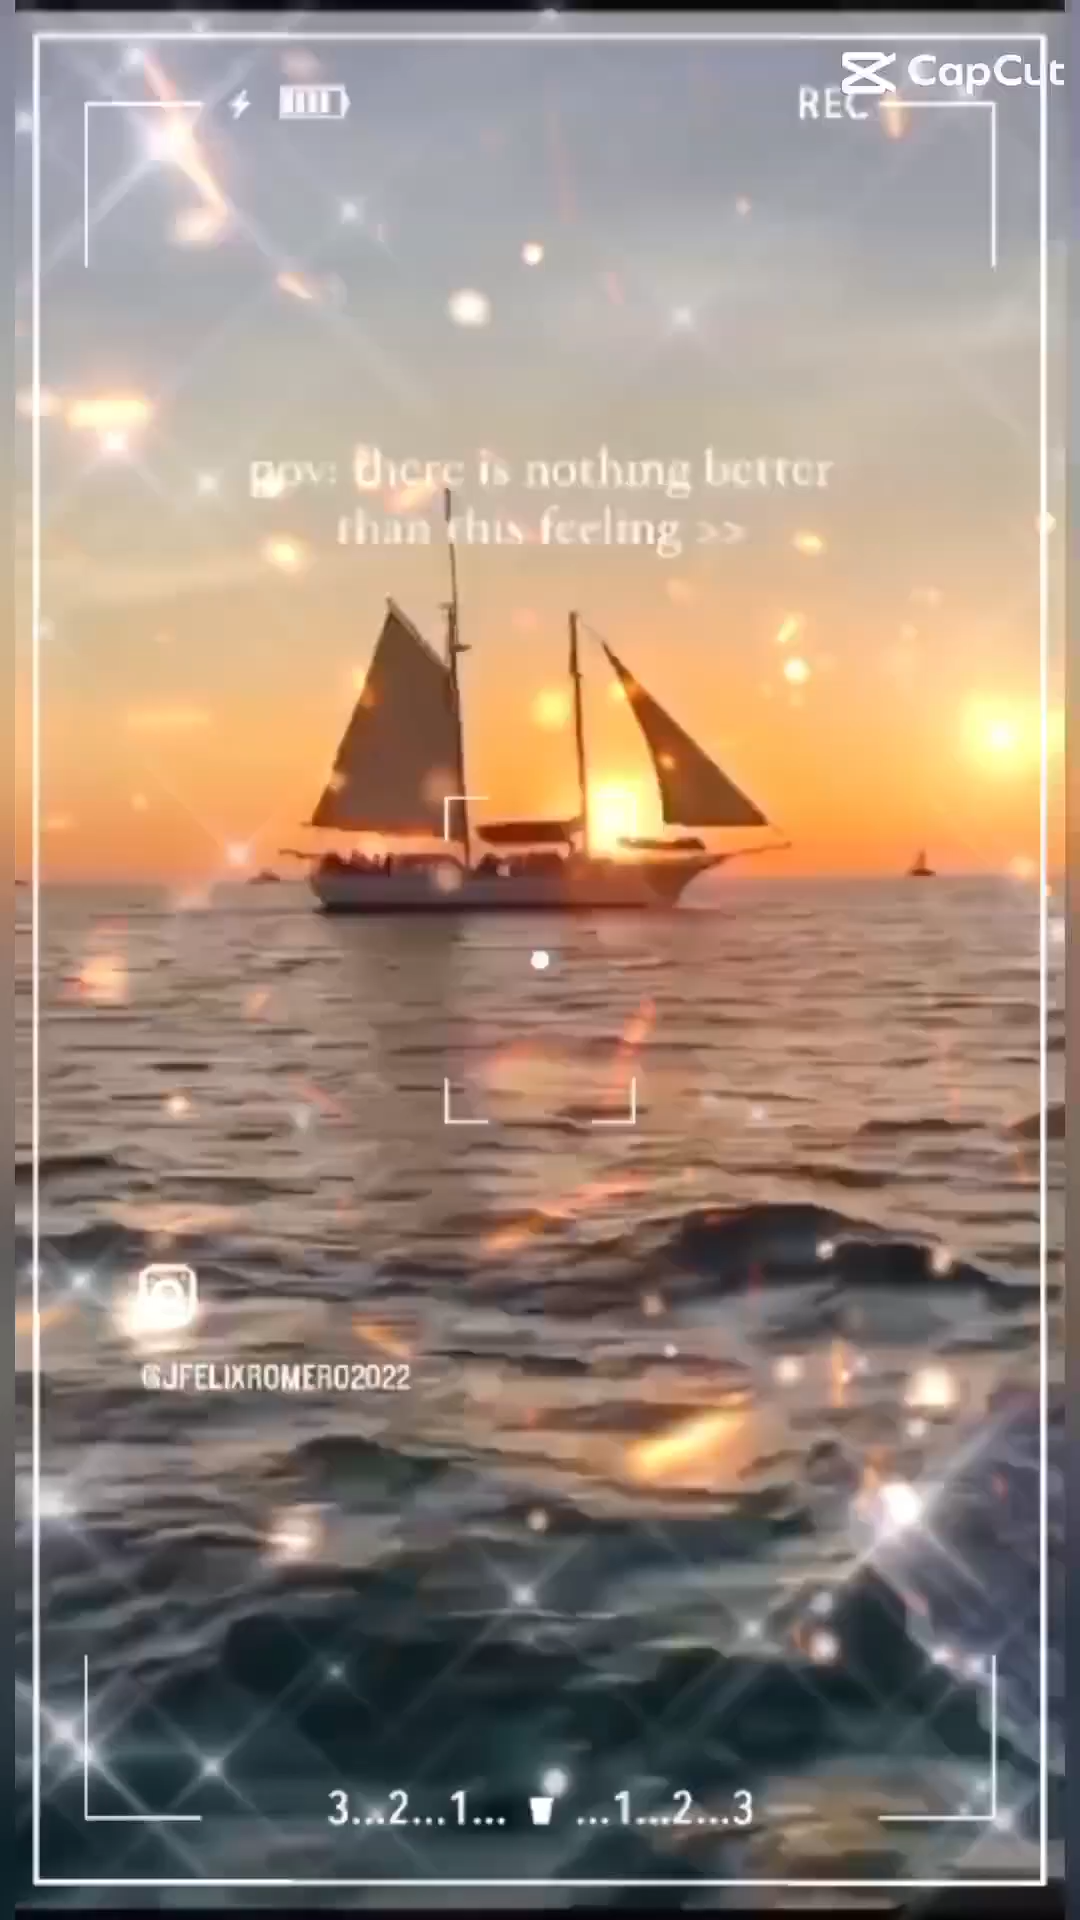 CapCut
REC
pov: there is nothing better
than this feeling >>
@JFELIXROMERO2022
3...2...1... ...1...2...3